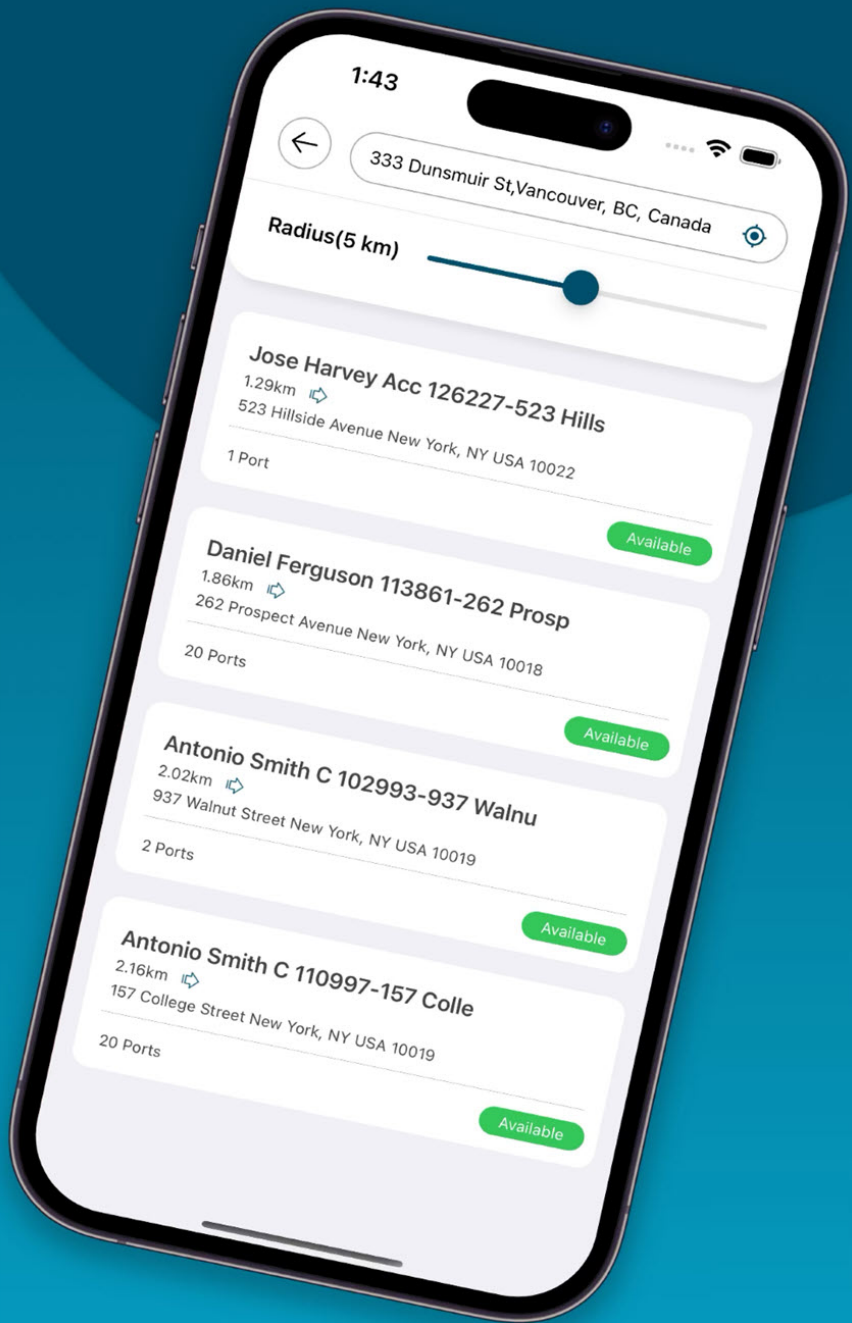 1:43
333 Dunsmuir St,Vancouver, BC, Canada
Radius(5 km)
Jose Harvey Acc 126227-523 Hills
1.29km
523 Hillside Avenue New York, NY USA 10022
1 Port
Available
Daniel Ferguson 113861-262 Prosp
1.86km
262 Prospect Avenue New York, NY USA 10018
20 Ports
Available
Antonio Smith C 102993-937 Walnu
2.02km
937 Walnut Street New York, NY USA 10019
2 Ports
Available
Antonio Smith C 110997-157 Colle
2.16km
157 College Street New York, NY USA 10019
20 Ports
Available